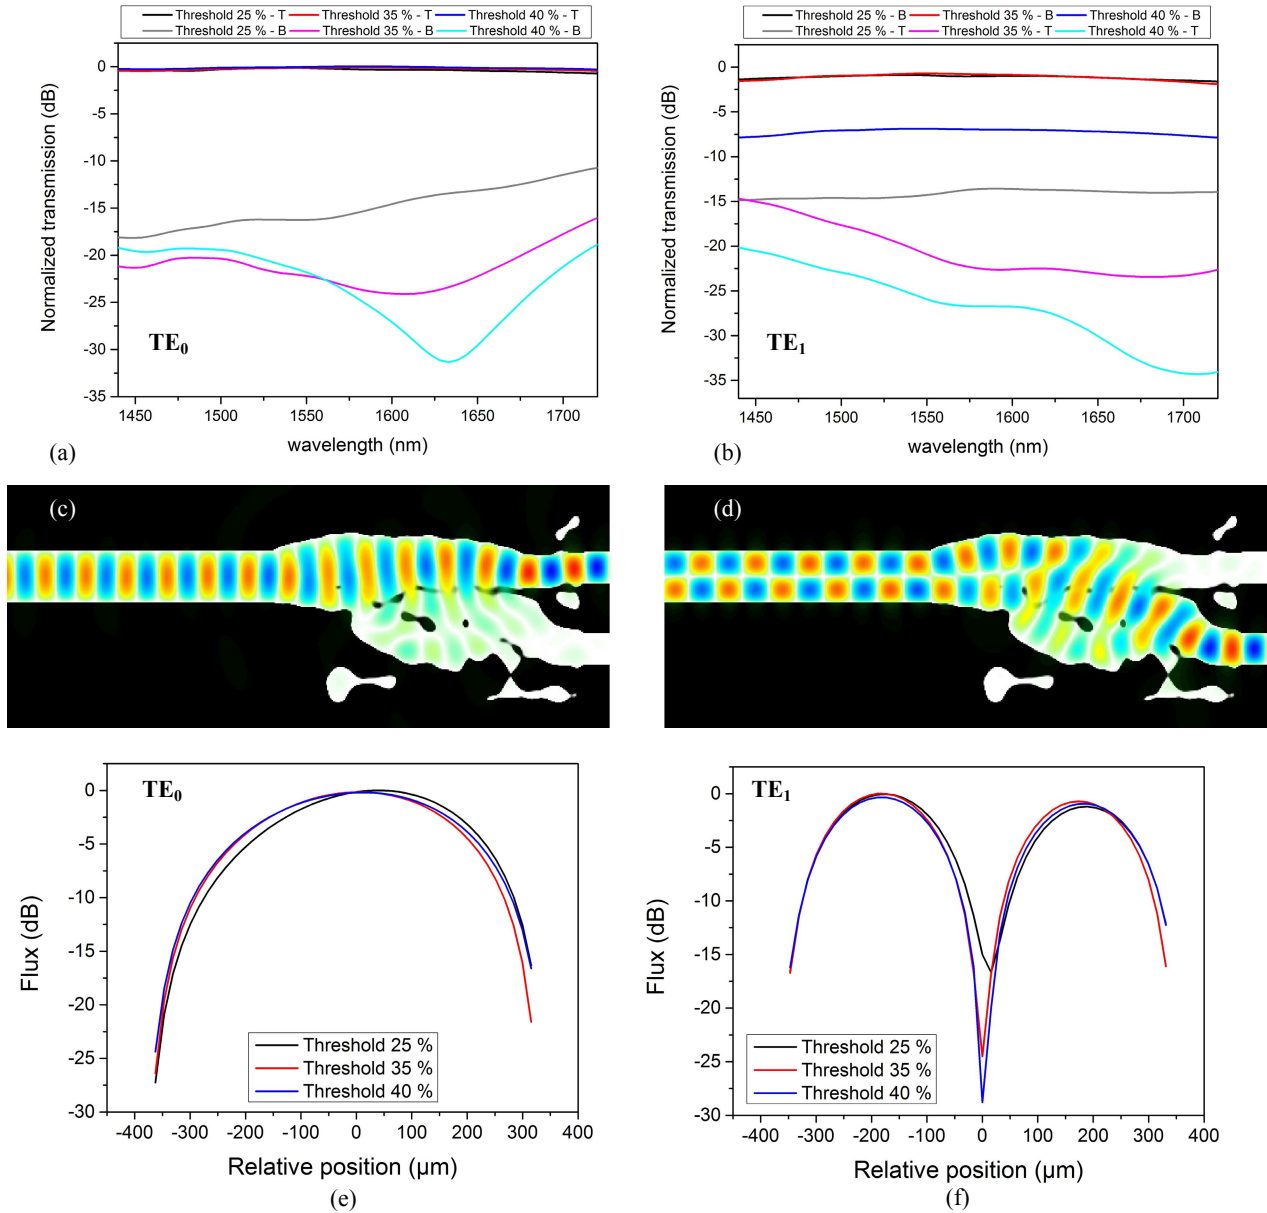 Threshold 25 % - T Threshold 35 % - T Threshold 40 % - T
Threshold 25 % - B Threshold 35 % - B Threshold 40 % - B
0
-5
-10
-15
-20
-25
-30
-35
Normalized transmission (dB)
TE0
1450 1500 1550 1600 1650 1700
wavelength (nm)
(a)
Threshold 25 % - B Threshold 35 % - B Threshold 40 % - B
Threshold 25 % - T Threshold 35 % - T Threshold 40 % - T
0
-5
-10
-15
-20
-25
-30
-35
Normalized transmission (dB)
TE1
1450 1500 1550 1600 1650 1700
wavelength (nm)
(b)
(c)
(d)
TE0
0
-5
-10
-15
-20
-25
-30
Flux (dB)
Threshold 25 %
Threshold 35 %
Threshold 40 %
-400 -300 -200 -100 0 100 200 300 400
Relative position (μm)
(e)
TE1
0
-5
-10
-15
-20
-25
-30
Flux (dB)
Threshold 25 %
Threshold 35 %
Threshold 40 %
-400 -300 -200 -100 0 100 200 300 400
Relative position (μm)
(f)